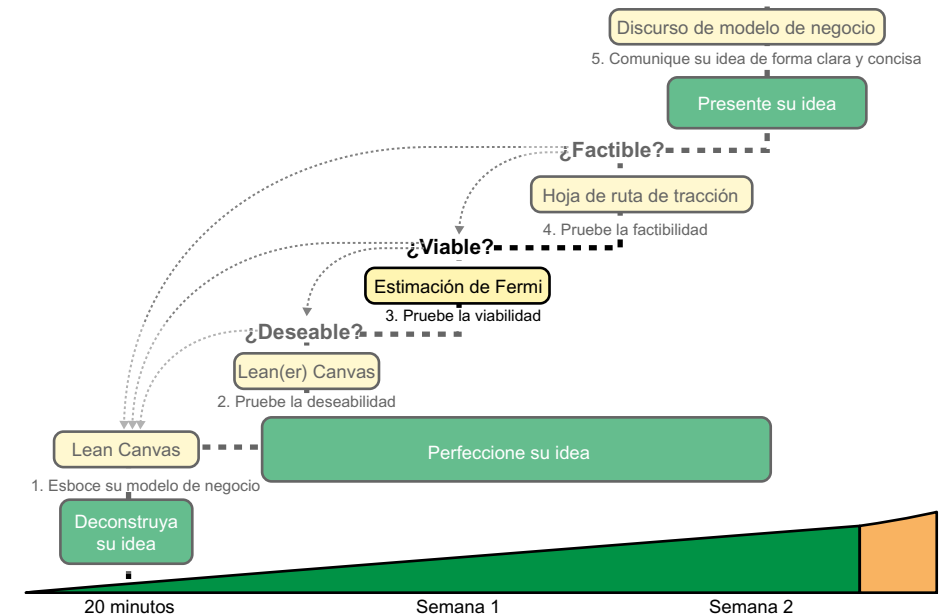 Discurso de modelo de negocio
5. Comunique su idea de forma clara y concisa
Presente su idea
¿Factible?
Hoja de ruta de tracción
4. Pruebe la factibilidad
¿Viable?
Estimación de Fermi
3. Pruebe la viabilidad
¿Deseable?
Lean(er) Canvas
2. Pruebe la deseabilidad
Lean Canvas
Perfeccione su idea
1. Esboce su modelo de negocio
Deconstruya
su idea
20 minutos
Semana 1
Semana 2